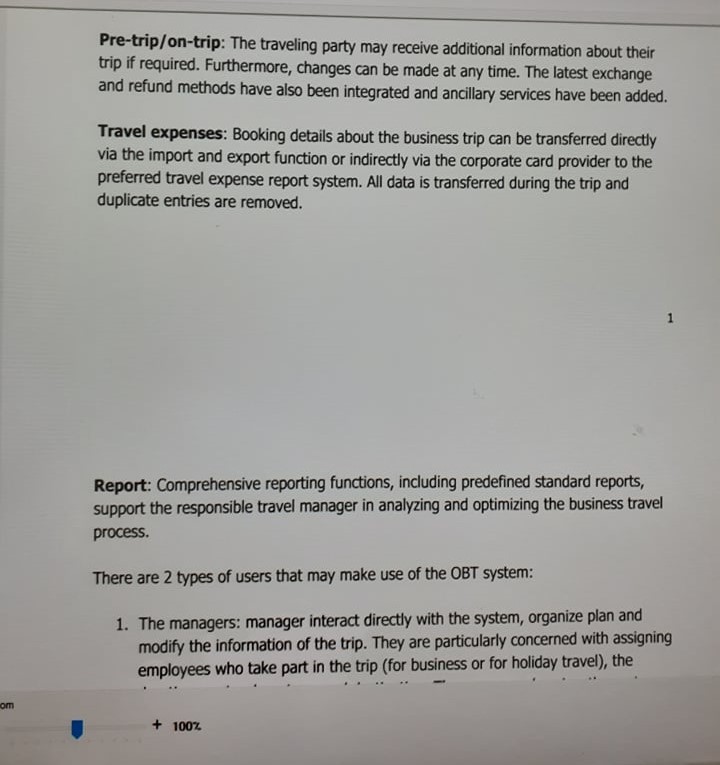 Pre-trip/on-trip: The traveling party may receive additional information about their
trip if required. Furthermore, changes can be made at any time. The latest exchange
and refund methods have also been integrated and ancillary services have been added.
Travel expenses: Booking details about the business trip can be transferred directly
via the import and export function or indirectly via the corporate card provider to the
preferred travel expense report system. All data is transferred during the trip and
duplicate entries are removed.
1
Report: Comprehensive reporting functions, including predefined standard reports,
support the responsible travel manager in analyzing and optimizing the business travel
process.
There are 2 types of users that may make use of the OBT system:
1. The managers: manager interact directly with the system, organize plan and
modify the information of the trip. They are particularly concerned with assigning
employees who take part in the trip (for business or for holiday travel), the
om
+ 100%